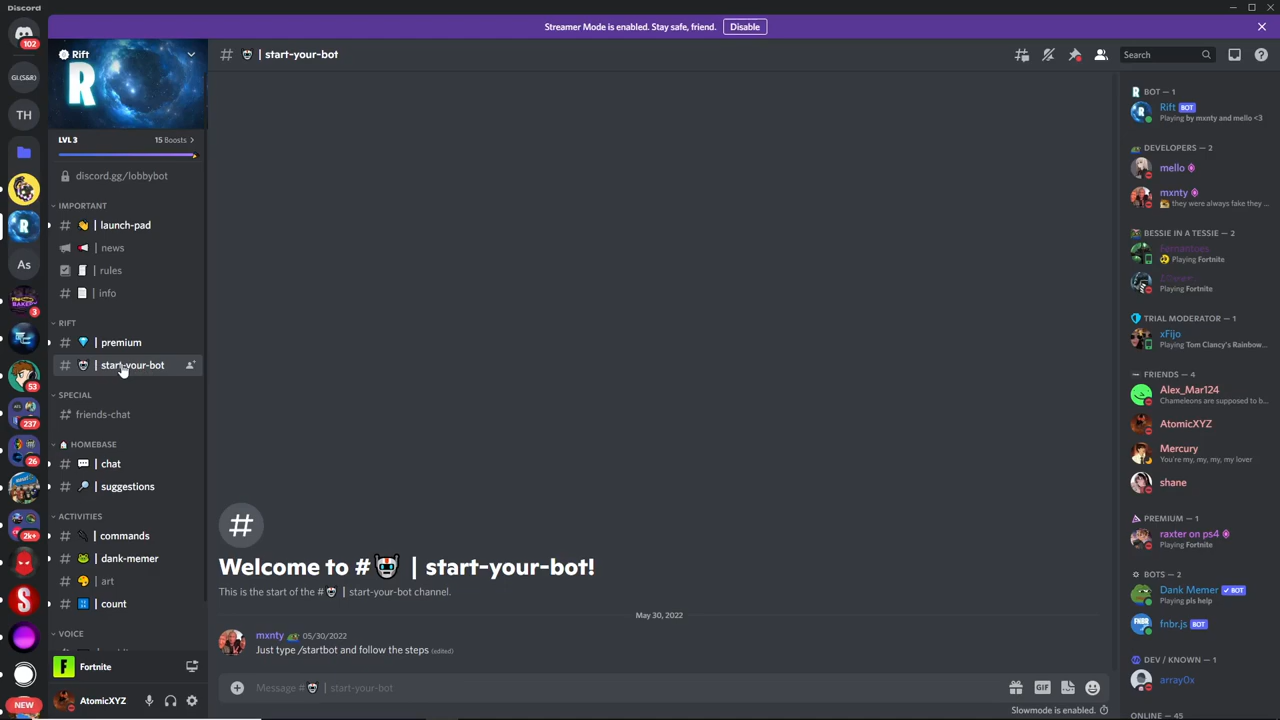 Discord
Streamer Mode is enabled. Stay safe, friend.
Disable
102
GI.(S&R)
TH
As
3
53
237
26
2k+
NEW
Rift
R
LVL 3
15 Boosts
discord.gg/lobbybot
IMPORTANT
| launch-pad
| news
| rules
| info
RIFT
| premium
| start-your-bot
SPECIAL
friends-chat
HOMEBASE
| chat
| suggestions
ACTIVITIES
| commands
| dank-memer
| art
| count
VOICE
Fortnite
AtomicXYZ
# | start-your-bot
Search
Welcome to # | start-your-bot!
This is the start of the # | start-your-bot channel.
May 30, 2022
mxnty 05/30/2022
Just type /startbot and follow the steps (edited)
Message # | start-your-bot
GIF
Slowmode is enabled.
BOT — 1
Rift BOT
Playing by mxnty and mello <3
DEVELOPERS — 2
mello
mxnty
they were always fake they ...
BESSIE IN A TESSIE — 2
Playing Fortnite
Playing Fortnite
TRIAL MODERATOR — 1
xFijo
Playing Tom Clancy's Rainbow...
FRIENDS — 4
Alex_Mar124
Chameleons are supposed to b...
AtomicXYZ
Mercury
You're my, my, my, my lover
shane
PREMIUM — 1
raxter on ps4
Playing Fortnite
BOTS — 2
Dank Memer BOT
Playing pls help
fnbr.js BOT
DEV / KNOWN — 1
array0x
ONLINE — 45